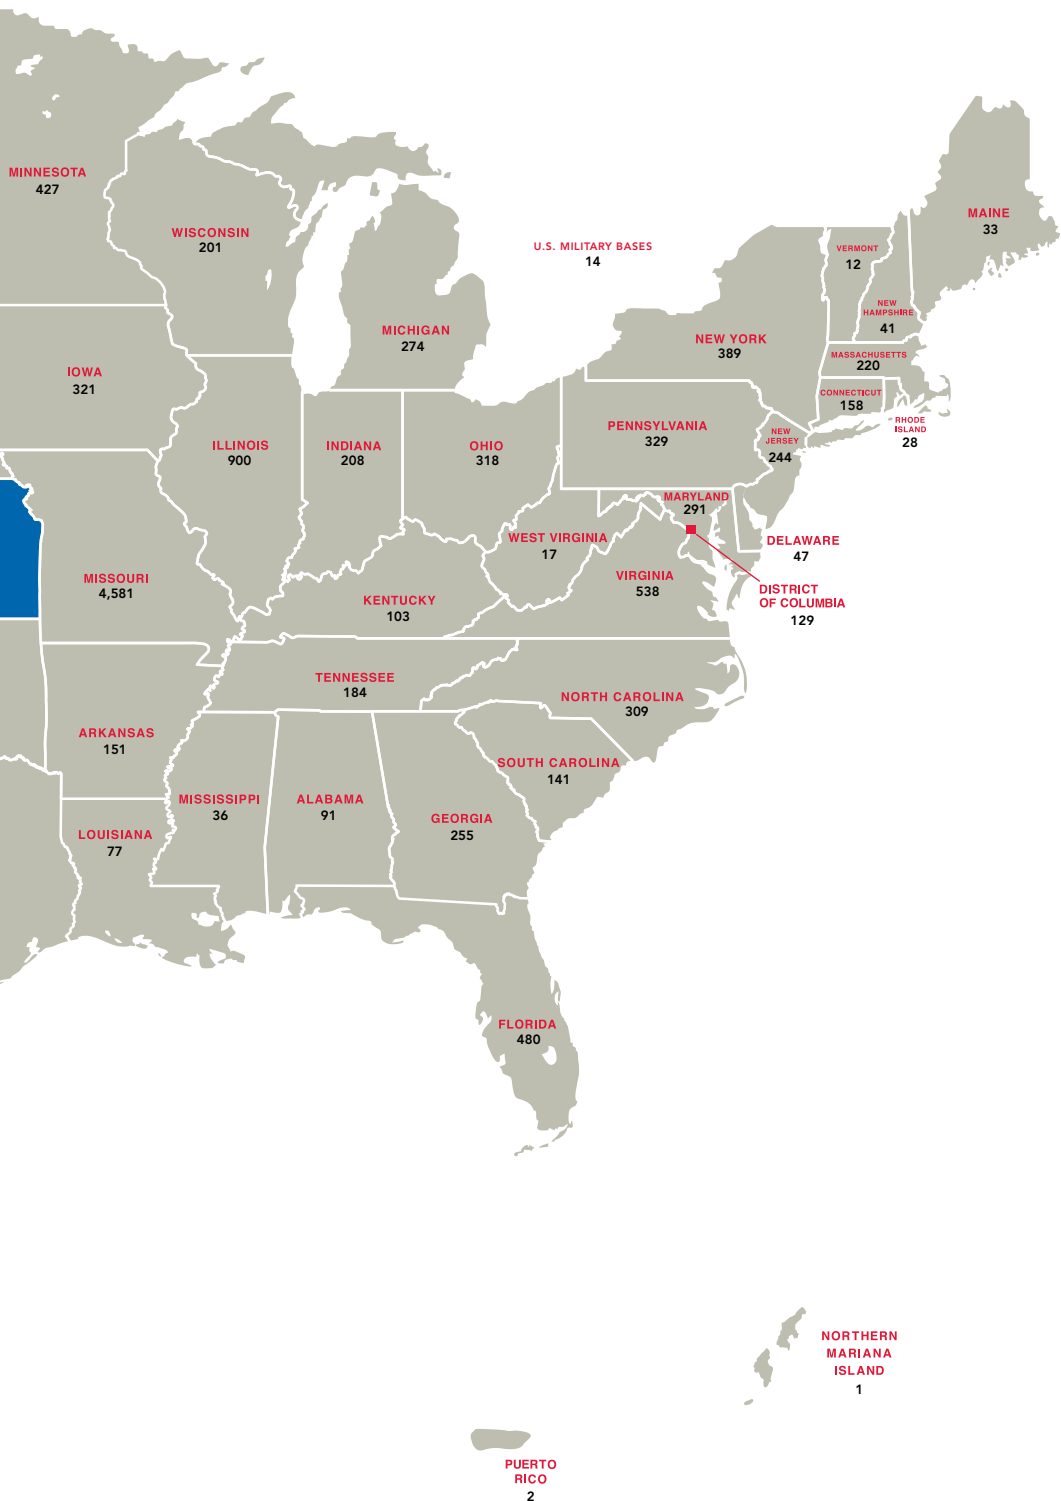 MINNESOTA
427
WISCONSIN
201
MICHIGAN
274
U.S. MILITARY BASES
14
MAINE
33
VERMONT
12
NEW
HAMPSHIRE
41
NEW YORK
389
MASSACHUSETTS
220
CONNECTICUT
158
RHODE
ISLAND
28
IOWA
321
ILLINOIS
900
INDIANA
208
OHIO
318
PENNSYLVANIA
329
NEW
JERSEY
244
MARYLAND
291
DELAWARE
47
DISTRICT
OF COLUMBIA
129
WEST VIRGINIA
17
VIRGINIA
538
MISSOURI
4,581
KENTUCKY
103
TENNESSEE
184
NORTH CAROLINA
309
ARKANSAS
151
SOUTH CAROLINA
141
MISSISSIPPI
36
ALABAMA
91
GEORGIA
255
LOUISIANA
77
FLORIDA
480
NORTHERN
MARIANA
ISLAND
1
PUERTO
RICO
2